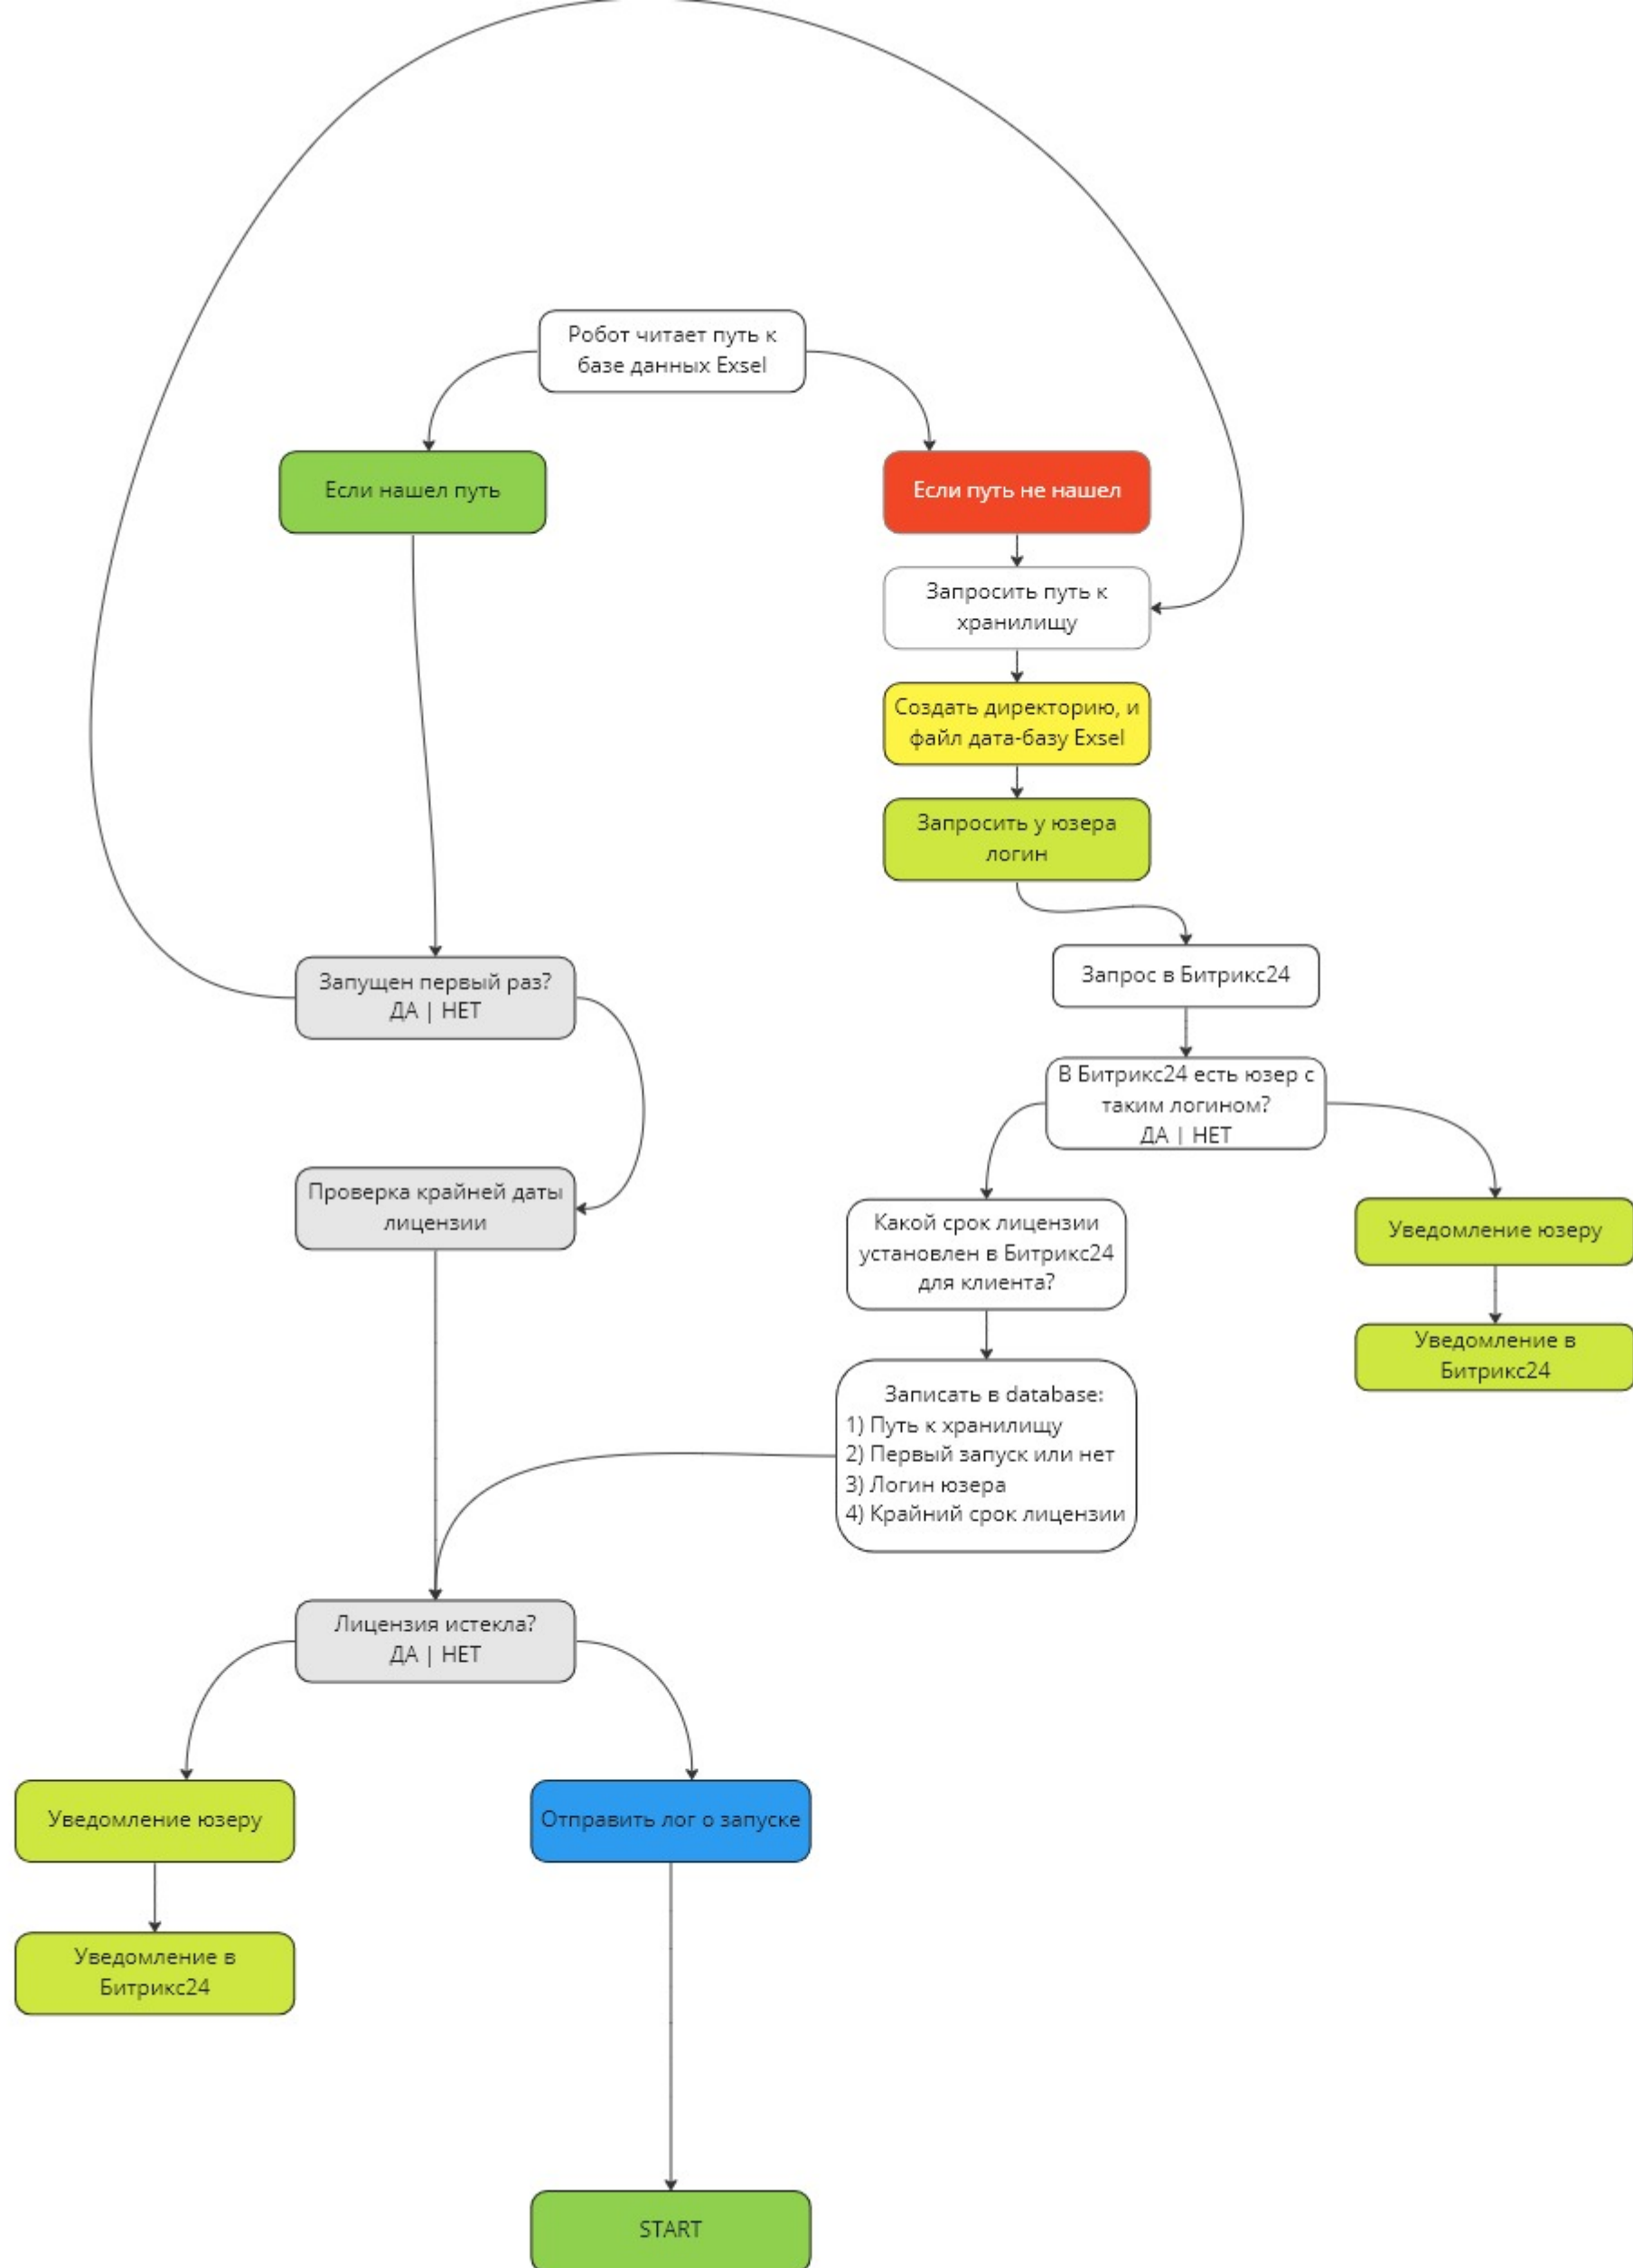 Робот читает путь к
базе данных Exsel
Если нашел путь
Если путь не нашел
Запросить путь к
хранилищу
Создать директорию, и
файл дата-базу Exsel
Запросить у юзера
логин
Запрос в Битрикс24
Запущен первый раз?
ДА | НЕТ
В Битрикс24 есть юзер с
таким логином?
ДА | НЕТ
Проверка крайней даты
лицензии
Какой срок лицензии
установлен в Битрикс24
для клиента?
Уведомление юзеру
Уведомление в
Битрикс24
Записать в database:
1) Путь к хранилищу
2) Первый запуск или нет
3) Логин юзера
4) Крайний срок лицензии
Лицензия истекла?
ДА | НЕТ
Уведомление юзеру
Отправить лог о запуске
Уведомление в
Битрикс24
START